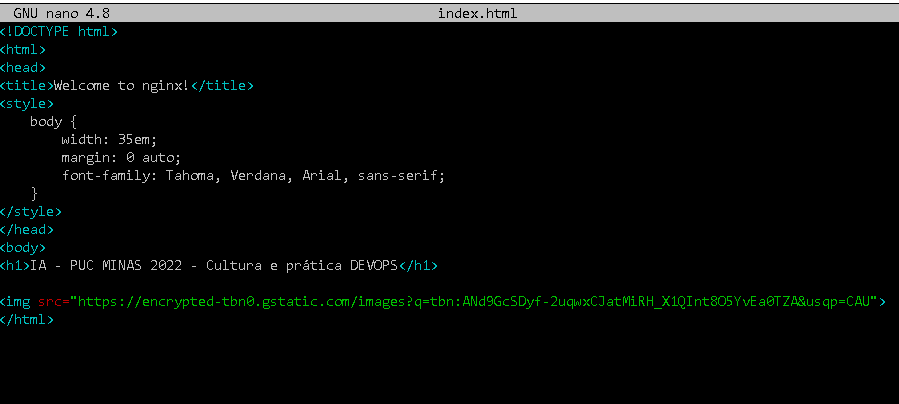 GNU nano 4.8 index.html
<!DOCTYPE html>
<html>
<head>
<title>Welcome to nginx!</title>
<style>
    body {
        width: 35em;
        margin: 0 auto;
        font-family: Tahoma, Verdana, Arial, sans-serif;
    }
</style>
</head>
<body>
<h1>IA - PUC MINAS 2022 - Cultura e prática DEVOPS</h1>
<img src="https://encrypted-tbn0.gstatic.com/images?q=tbn:ANd9GcSDyf-2uqwxCJatMiRH_X1QInt8O5YvEa0TZA&usqp=CAU">
</html>